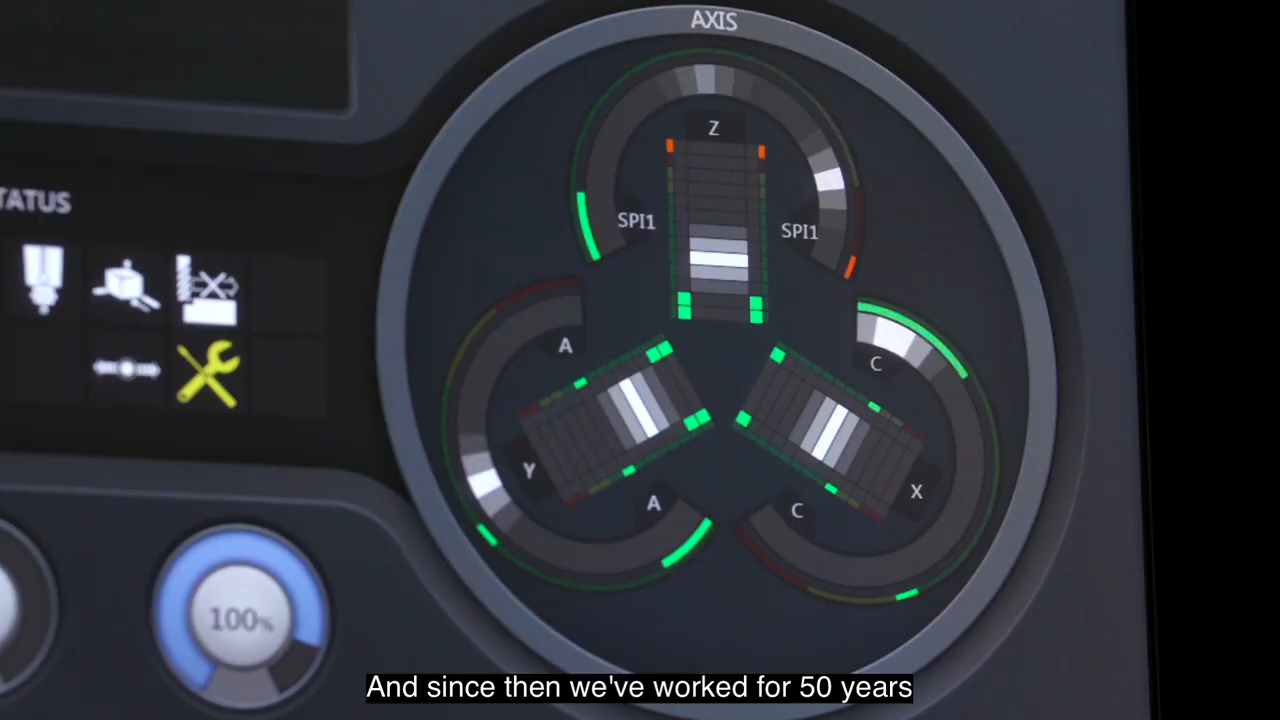 AXIS
Z
TATUS
SPI1
SPI1
A
C
Y
X
A
C
100%
And since then we've worked for 50 years